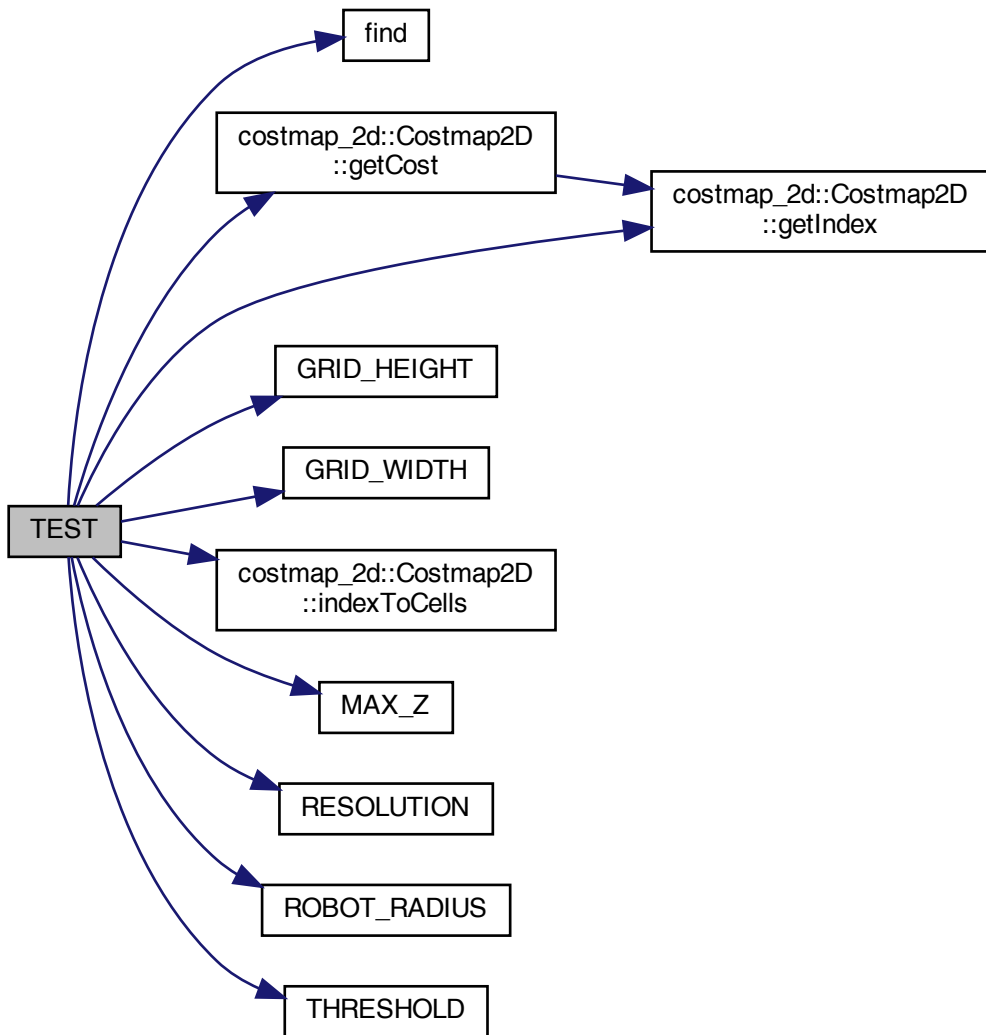 find
costmap_2d::Costmap2D
::getCost
costmap_2d::Costmap2D
::getIndex
GRID_HEIGHT
GRID_WIDTH
TEST
costmap_2d::Costmap2D
::indexToCells
MAX_Z
RESOLUTION
ROBOT_RADIUS
THRESHOLD